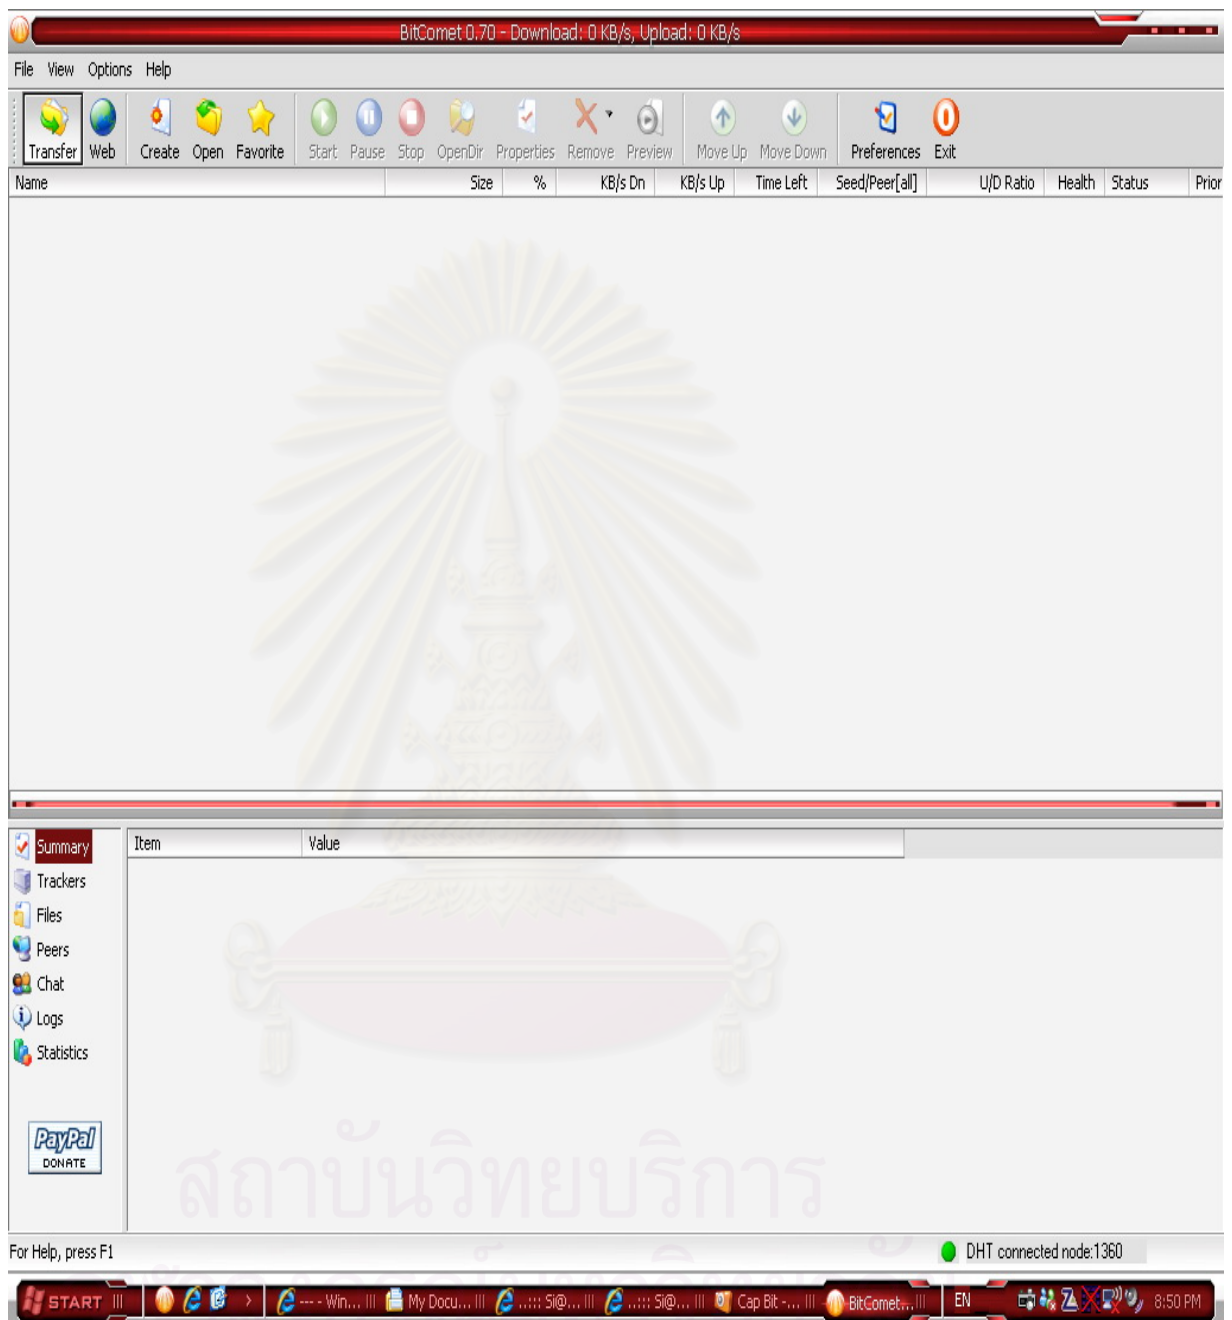 BitComet 0.70 - Download: 0 KB/s, Upload: 0 KB/s
File View Options Help
Transfer Web Create Open Favorite Start Pause Stop OpenDir Properties Remove Preview Move Up Move Down Preferences Exit
Name Size % KB/s Dn KB/s Up Time Left Seed/Peer[all] U/D Ratio Health Status Prior
Summary Item Value
Trackers
Files
Peers
Chat
Logs
Statistics
PayPal
DONATE
สถาบันวิทยบริการ
For Help, press F1 DHT connected node:1360
START --- - Win... My Docu... ..::: Si@... ..::: Si@... Cap Bit -... BitComet... EN 8:50 PM